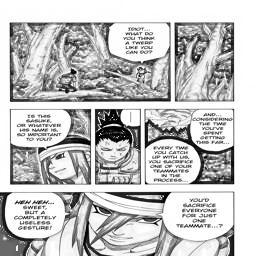 IDIOT...
WHAT DO
YOU THINK
A TWERP
LIKE YOU
CAN DO?
AND...
CONSIDERING
THE TIME
YOU'VE
SPENT
GETTING
THIS FAR...
EVERY TIME
YOU CATCH
UP WITH US,
YOU SACRIFICE
ONE OF YOUR
TEAMMATES
IN THE
PROCESS...
IS THIS
SASUKE,
OR WHATEVER
HIS NAME IS,
SO IMPORTANT
TO YOU?
YOU'D
SACRIFICE
EVERYONE
FOR JUST
ONE
TEAMMATE...?
HEH HEH...
SWEET,
BUT A
COMPLETELY
USELESS
GESTURE!